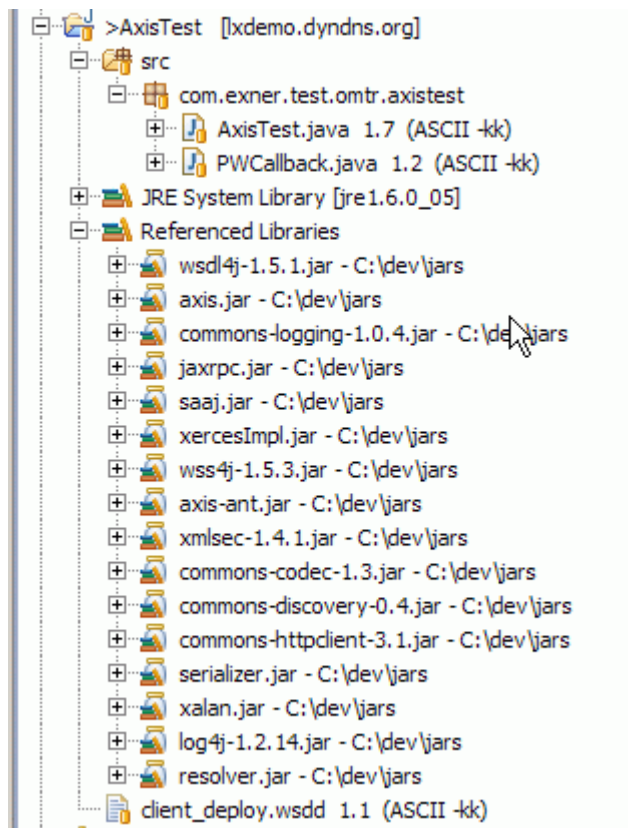 >AxisTest [lxdemo.dyndns.org]
src
com.exner.test.omtr.axistest
AxisTest.java 1.7 (ASCII -kk)
PWCallback.java 1.2 (ASCII -kk)
JRE System Library [jre1.6.0_05]
Referenced Libraries
wsdl4j-1.5.1.jar - C:\dev\jars
axis.jar - C:\dev\jars
commons-logging-1.0.4.jar - C:\dev\jars
jaxrpc.jar - C:\dev\jars
saaj.jar - C:\dev\jars
xercesImpl.jar - C:\dev\jars
wss4j-1.5.3.jar - C:\dev\jars
axis-ant.jar - C:\dev\jars
xmlsec-1.4.1.jar - C:\dev\jars
commons-codec-1.3.jar - C:\dev\jars
commons-discovery-0.4.jar - C:\dev\jars
commons-httpclient-3.1.jar - C:\dev\jars
serializer.jar - C:\dev\jars
xalan.jar - C:\dev\jars
log4j-1.2.14.jar - C:\dev\jars
resolver.jar - C:\dev\jars
client_deploy.wsdd 1.1 (ASCII -kk)